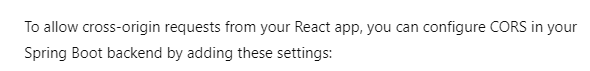 To allow cross-origin requests from your React app, you can configure CORS in your
Spring Boot backend by adding these settings: